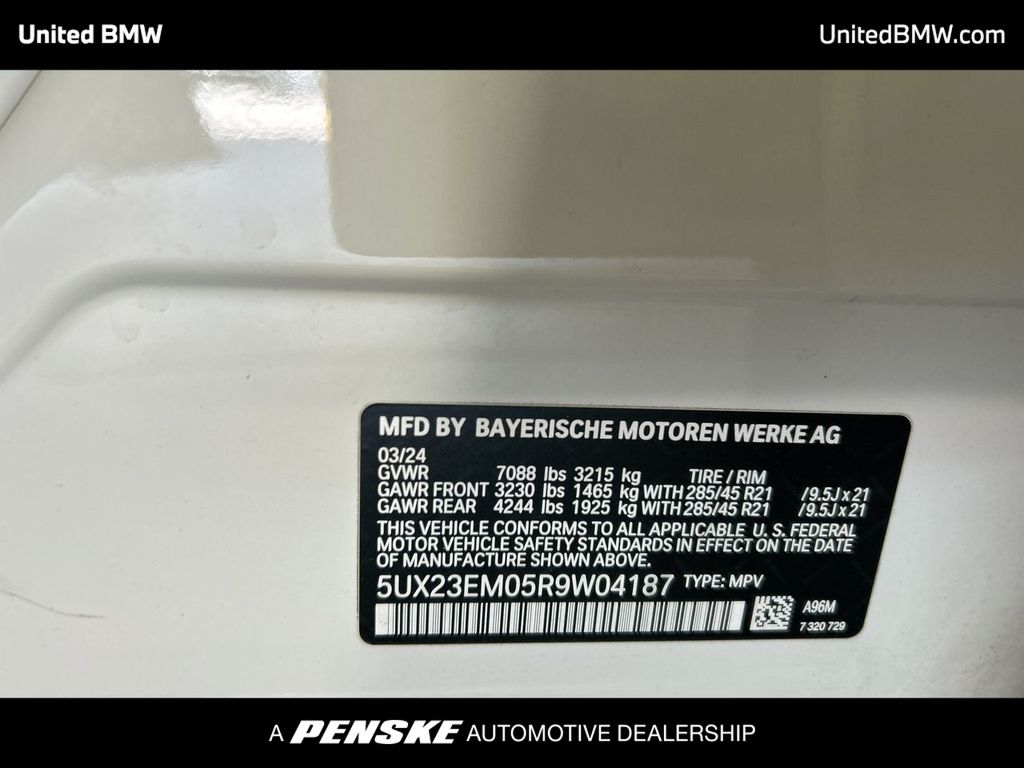 United BMW
UnitedBMW.com
MFD BY BAYERISCHE MOTOREN WERKE AG
03/24
GVWR 7088 lbs 3215 kg TIRE / RIM
GAWR FRONT 3230 lbs 1465 kg WITH 285/45 R21 /9.5J x 21
GAWR REAR 4244 lbs 1925 kg WITH 285/45 R21 /9.5J x 21
THIS VEHICLE CONFORMS TO ALL APPLICABLE U. S. FEDERAL
MOTOR VEHICLE SAFETY STANDARDS IN EFFECT ON THE DATE
OF MANUFACTURE SHOWN ABOVE.
5UX23EM05R9W04187 TYPE: MPV
A96M
7 320 729
A PENSKE AUTOMOTIVE DEALERSHIP